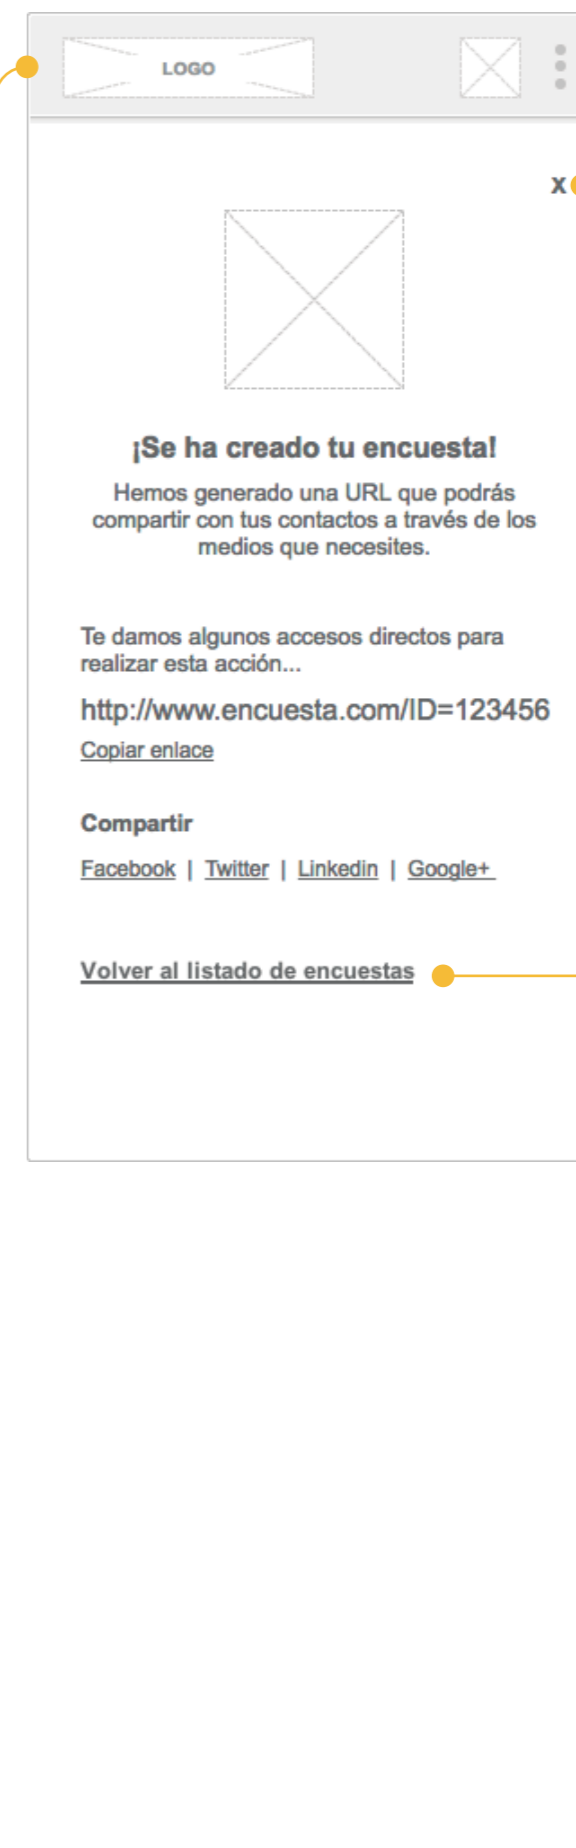 LOGO
x
¡Se ha creado tu encuesta!
Hemos generado una URL que podrás
compartir con tus contactos a través de los
medios que necesites.
Te damos algunos accesos directos para
realizar esta acción...
http://www.encuesta.com/ID=123456
Copiar enlace
Compartir
Facebook | Twitter | Linkedin | Google+
Volver al listado de encuestas